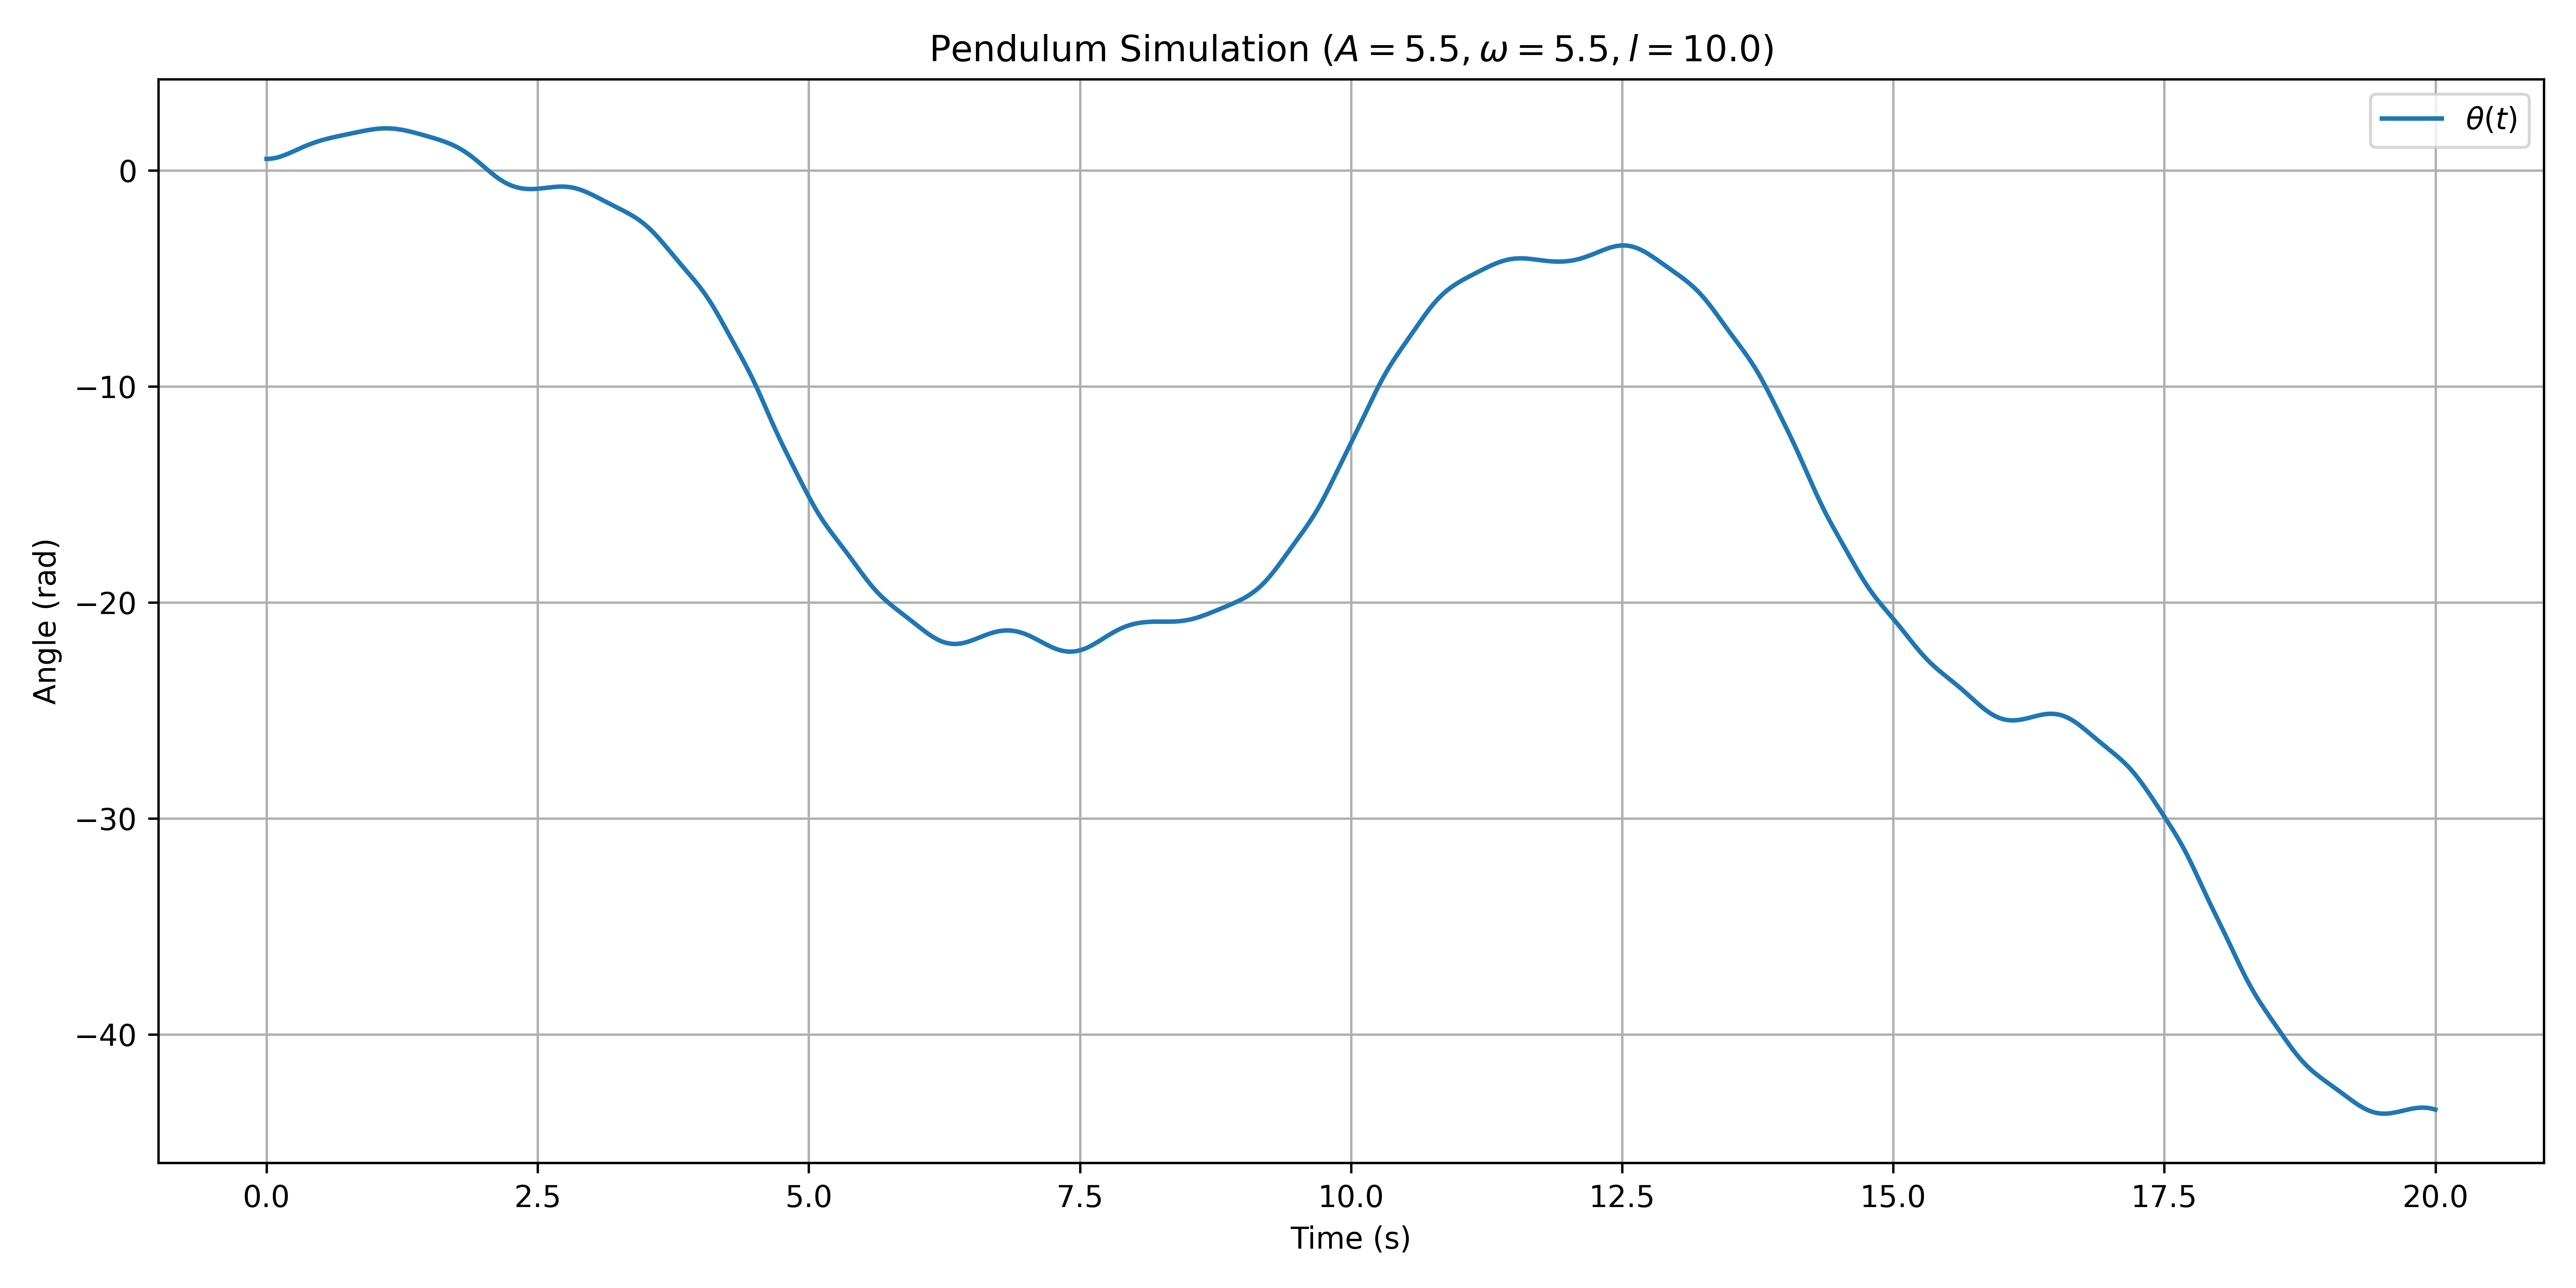 Pendulum Simulation (A = 5.5, ω = 5.5, l = 10.0)
θ(t)
Angle (rad)
0
−10
−20
−30
−40
0.0 2.5 5.0 7.5 10.0 12.5 15.0 17.5 20.0
Time (s)